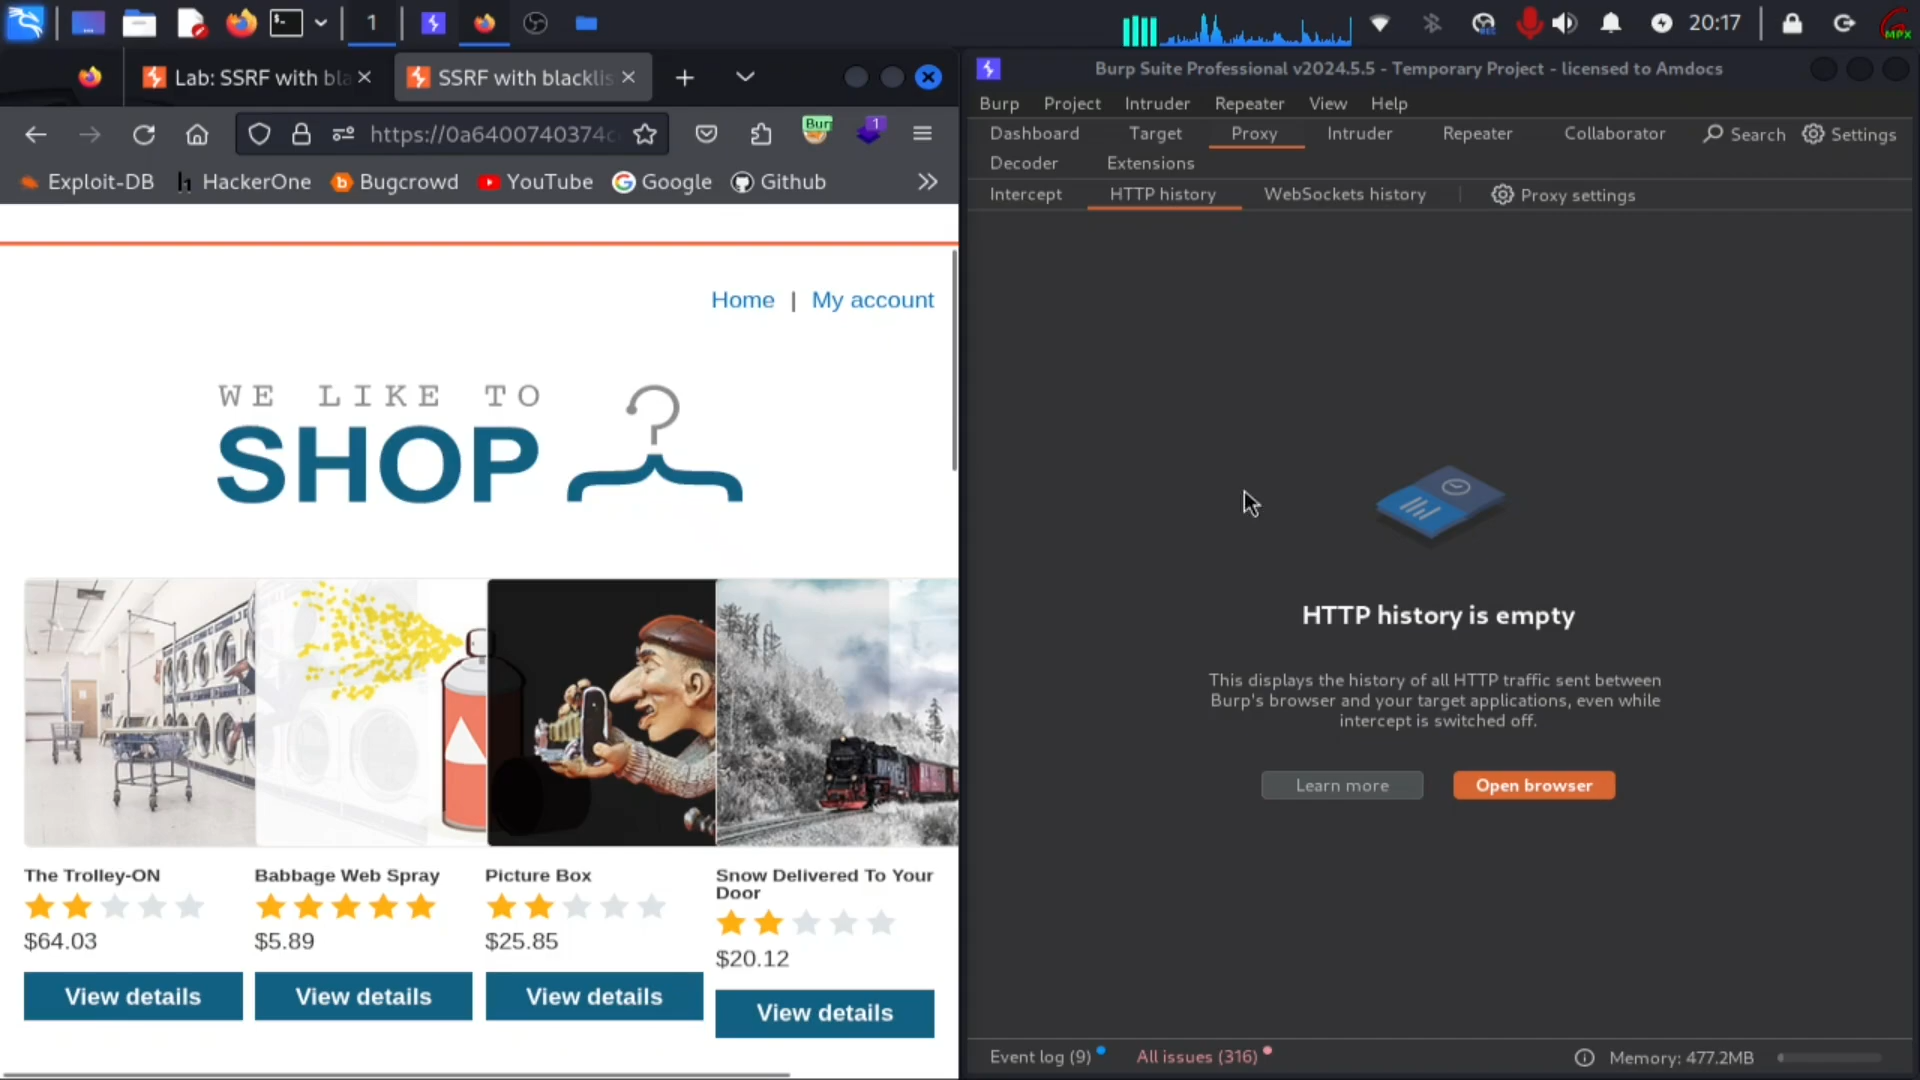 1
20:17
MPX
Lab: SSRF with bla
SSRF with blacklis
https://0a6400740374c
Bur
1
Exploit-DB
HackerOne
Bugcrowd
YouTube
Google
Github
Home | My account
WE LIKE TO
SHOP
The Trolley-ON
Babbage Web Spray
Picture Box
Snow Delivered To Your
Door
$64.03
$5.89
$25.85
$20.12
View details
View details
View details
View details
Burp Suite Professional v2024.5.5 - Temporary Project - licensed to Amdocs
Burp Project Intruder Repeater View Help
Dashboard Target Proxy Intruder Repeater Collaborator Search Settings
Decoder Extensions
Intercept HTTP history WebSockets history Proxy settings
HTTP history is empty
This displays the history of all HTTP traffic sent between
Burp's browser and your target applications, even while
intercept is switched off.
Learn more
Open browser
Event log (9) All issues (316) Memory: 477.2MB